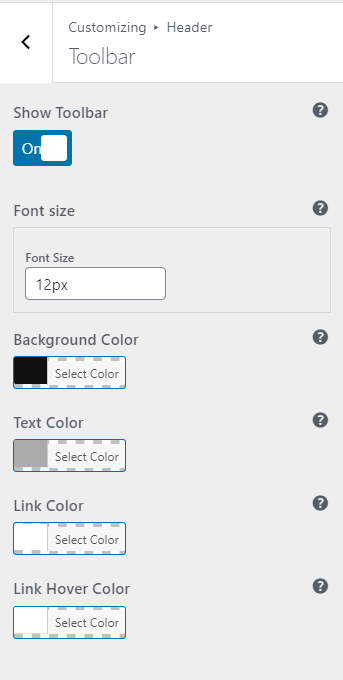 Customizing ▸ Header
Toolbar
Show Toolbar
On
Font size
Font Size
12px
Background Color
Select Color
Text Color
Select Color
Link Color
Select Color
Link Hover Color
Select Color